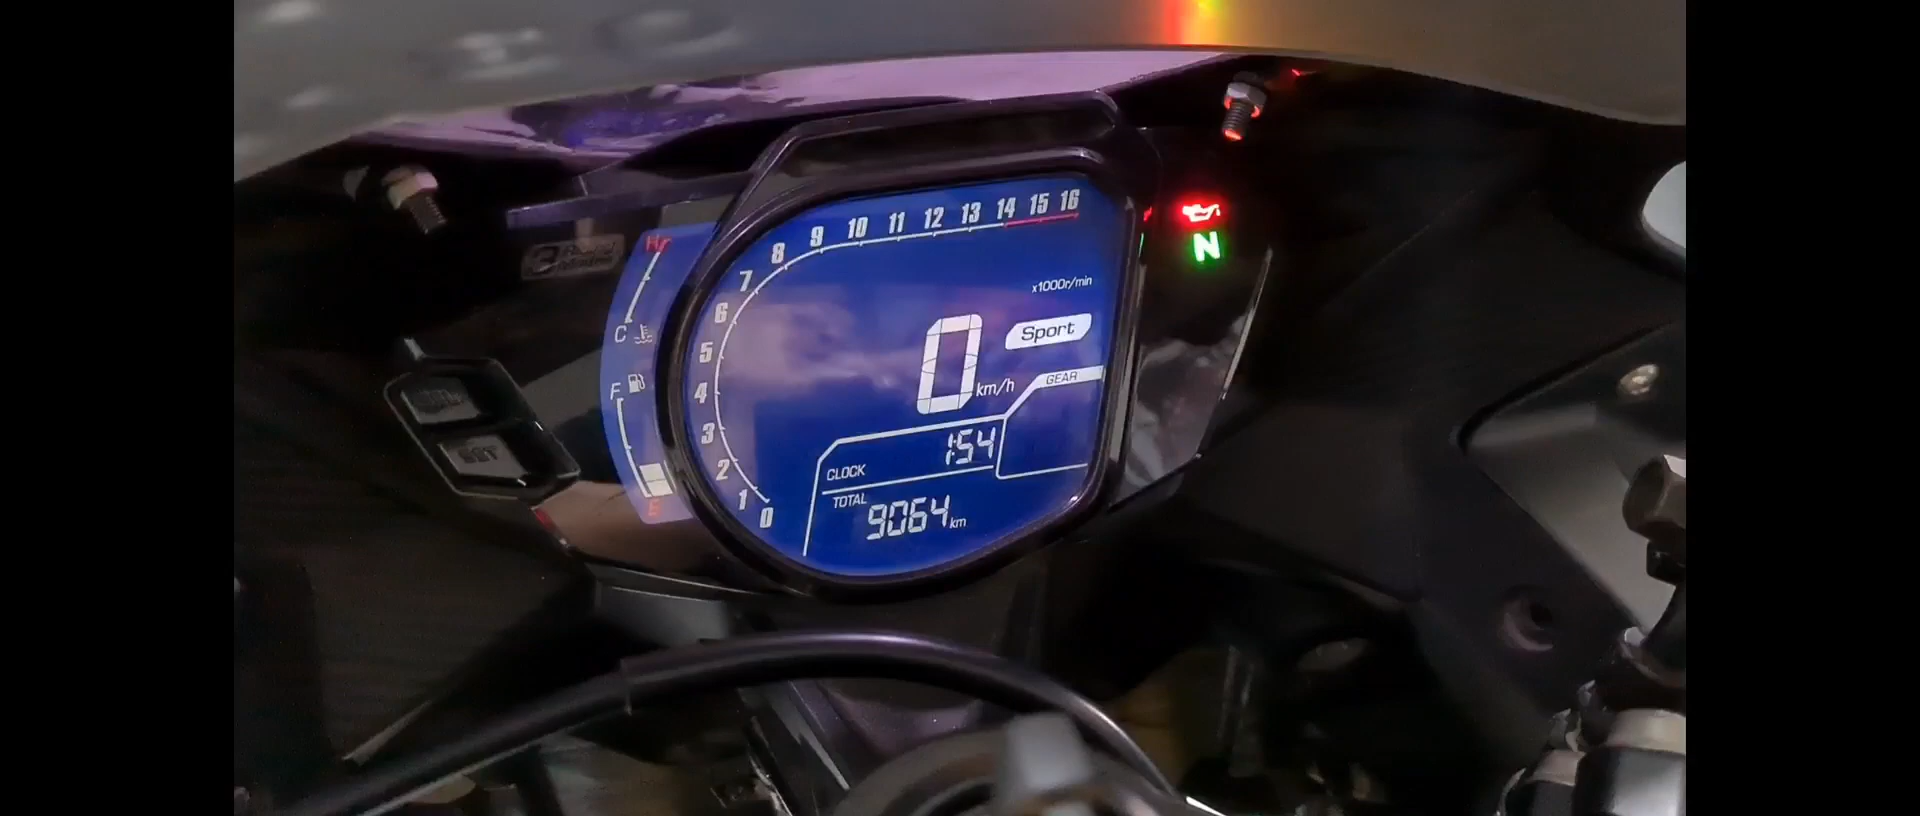 0 1 2 3 4 5 6 7 8 9 10 11 12 13 14 15 16
x1000r/min
H
C
F
E
0 km/h
Sport
GEAR
CLOCK 1:54
TOTAL 9064 km
N
SET